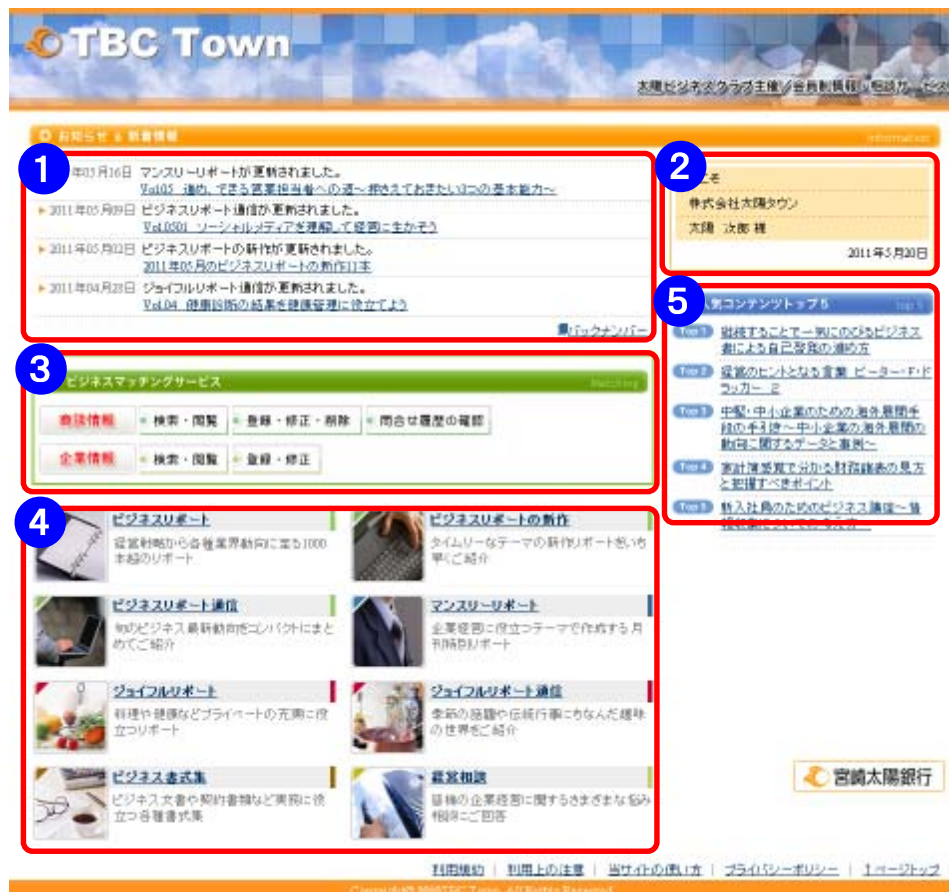 TBC Town
太陽ビジネスクラブ主催/会員制情報・相談サービス
お知らせ & 新着情報
information
1
年05月16日 マンスリーリポートが更新されました。
Vol.05 進め、できる営業担当者への道~押さえておきたい3つの基本能力~
2011年05月09日 ビジネスリポート通信が更新されました。
Vol.0501 ソーシャルメディアを理解して経営に生かそう
2011年05月02日 ビジネスリポートの新作が更新されました。
2011年05月のビジネスリポートの新作11本
2011年04月28日 ジョイフルリポート通信が更新されました。
Vol.04 健康診断の結果を健康管理に役立てよう
バックナンバー
2
こそ
株式会社太陽タウン
太陽 次郎 様
2011年5月20日
3
ビジネスマッチングサービス
Matching
商談情報
検索・閲覧
登録・修正・削除
問合せ履歴の確認
企業情報
検索・閲覧
登録・修正
4
ビジネスリポート
経営戦略から各種業界動向に至る1000
本超のリポート
ビジネスリポートの新作
タイムリーなテーマの新作リポートをいち
早くご紹介
ビジネスリポート通信
旬のビジネス最新動向をコンパクトにまと
めてご紹介
マンスリーリポート
企業経営に役立つテーマで作成する月
刊特別リポート
ジョイフルリポート
料理や健康などプライベートの充実に役
立つリポート
ジョイフルリポート通信
季節の話題や伝統行事にちなんだ趣味
の世界をご紹介
ビジネス書式集
ビジネス文書や契約書類など実務に役
立つ各種書式集
経営相談
皆様の企業経営に関するさまざまな悩み
相談にご回答
5
人気コンテンツトップ5
Top 5
Top 1 継続することで一気にのびるビジネス
書による自己啓発の進め方
Top 2 経営のヒントとなる言葉 ピーター・F・ド
ラッカー 2
Top 3 中堅・中小企業のための海外展開手
段の手引き~中小企業の海外展開の
動向に関するデータと事例~
Top 4 家計簿感覚で分かる財務諸表の見方
と把握すべきポイント
Top 5 新入社員のためのビジネス講座~情
宮崎太陽銀行
利用規約 | 利用上の注意 | 当サイトの使い方 | プライバシーポリシー | ↑ページトップ